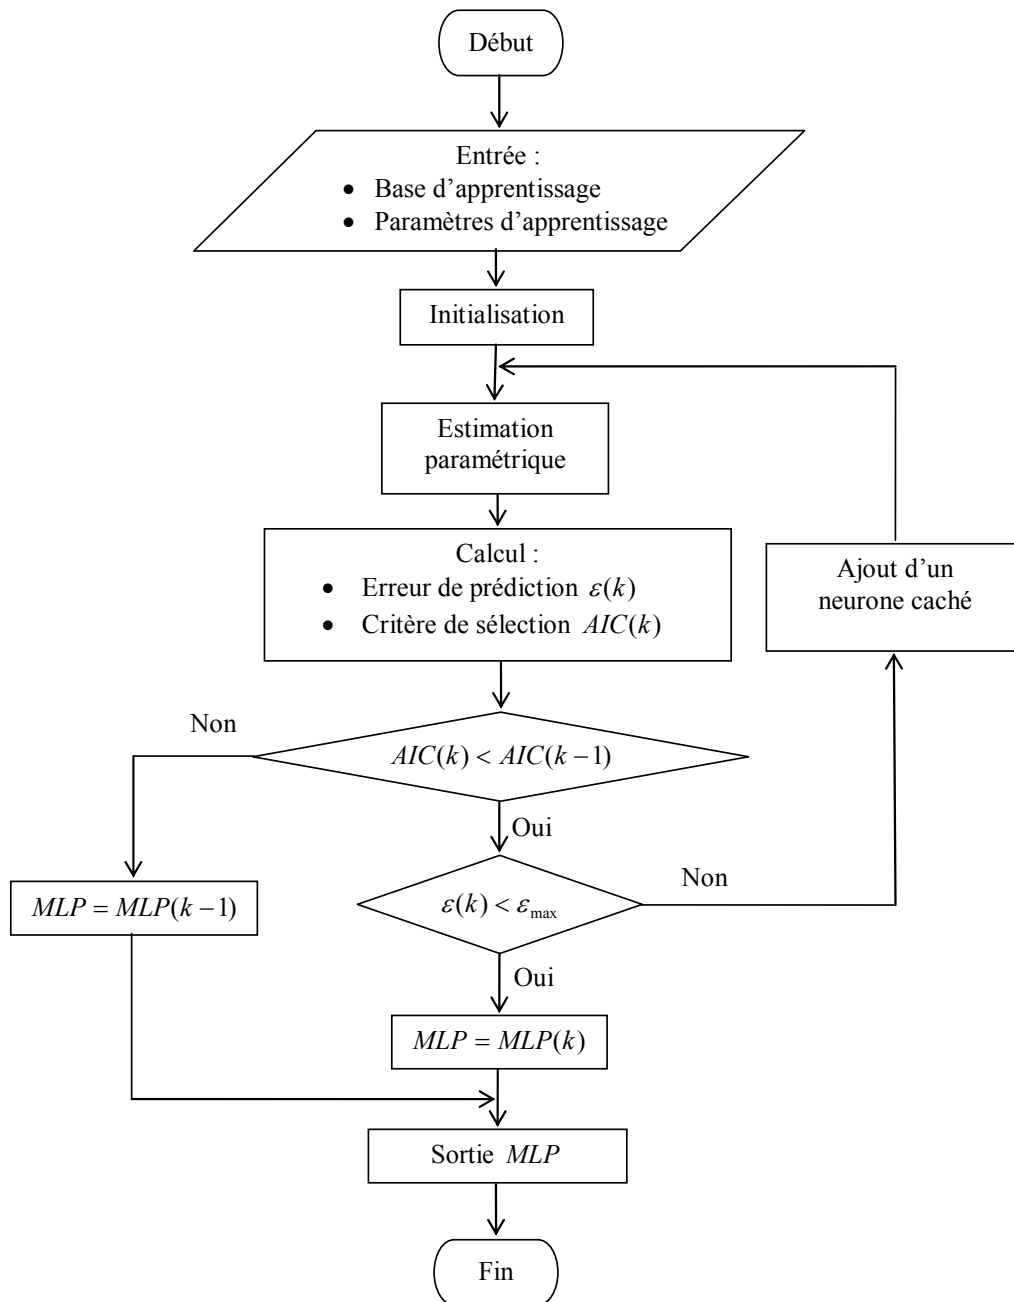 Début
Entrée :
• Base d’apprentissage
• Paramètres d’apprentissage
Initialisation
Estimation
paramétrique
Calcul :
• Erreur de prédiction ε(k)
• Critère de sélection AIC(k)
Ajout d’un
neurone caché
Non
AIC(k) < AIC(k − 1)
Oui
MLP = MLP(k − 1)
ε(k) < ε_max
Non
Oui
MLP = MLP(k)
Sortie MLP
Fin